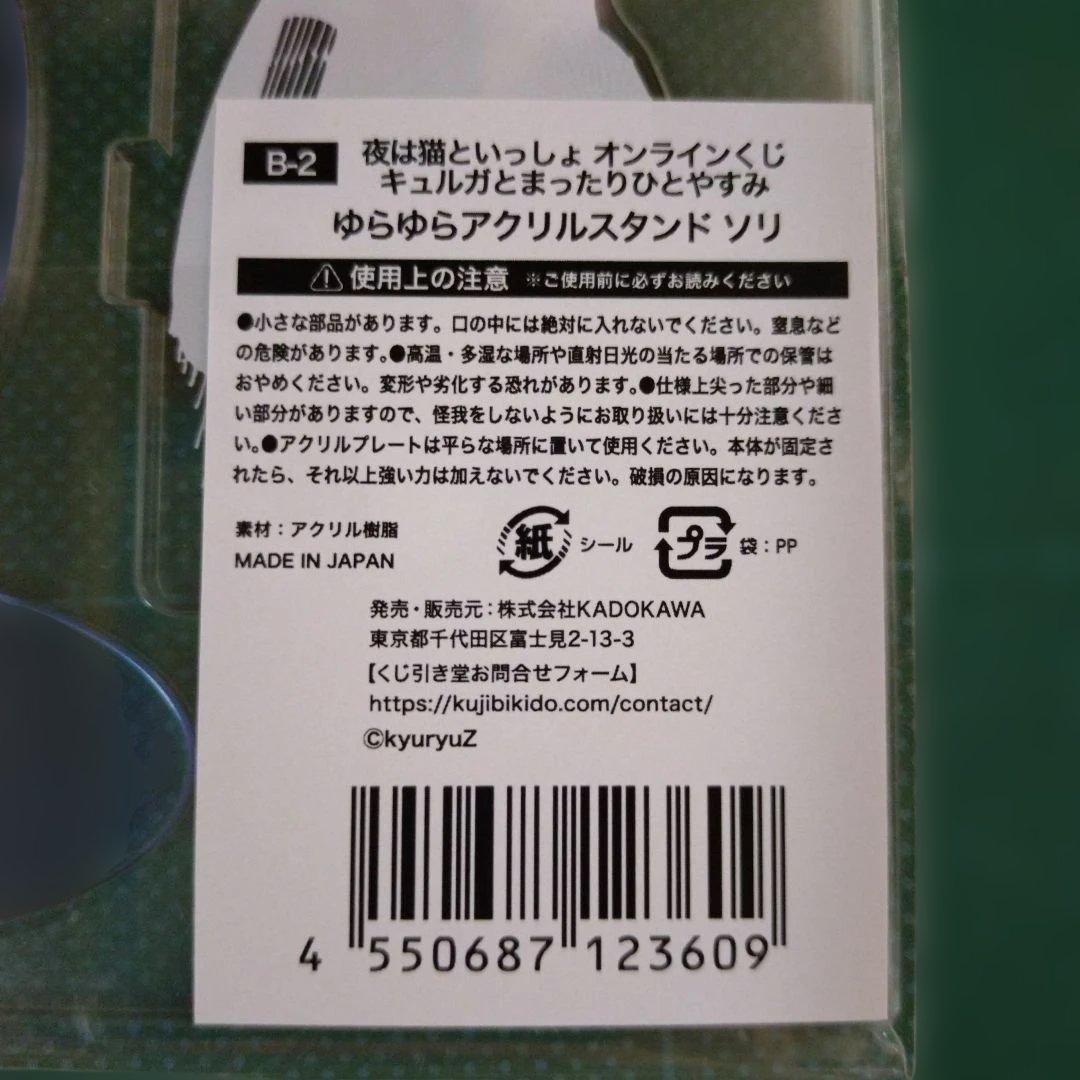 B-2
夜は猫といっしょ オンラインくじ
キュルガとまったりひとやすみ
ゆらゆらアクリルスタンド ソリ
使用上の注意 ※ご使用前に必ずお読みください
●小さな部品があります。口の中には絶対に入れないでください。窒息など
の危険があります。●高温・多湿な場所や直射日光の当たる場所での保管は
おやめください。変形や劣化する恐れがあります。●仕様上尖った部分や細
い部分がありますので、怪我をしないようにお取り扱いには十分注意くださ
い。●アクリルプレートは平らな場所に置いて使用ください。本体が固定さ
れたら、それ以上強い力は加えないでください。破損の原因になります。
素材：アクリル樹脂
MADE IN JAPAN
紙 シール
プラ 袋：PP
発売・販売元：株式会社KADOKAWA
東京都千代田区富士見2-13-3
【くじ引き堂お問合せフォーム】
https://kujibikido.com/contact/
©kyuryuZ
4 550687 123609